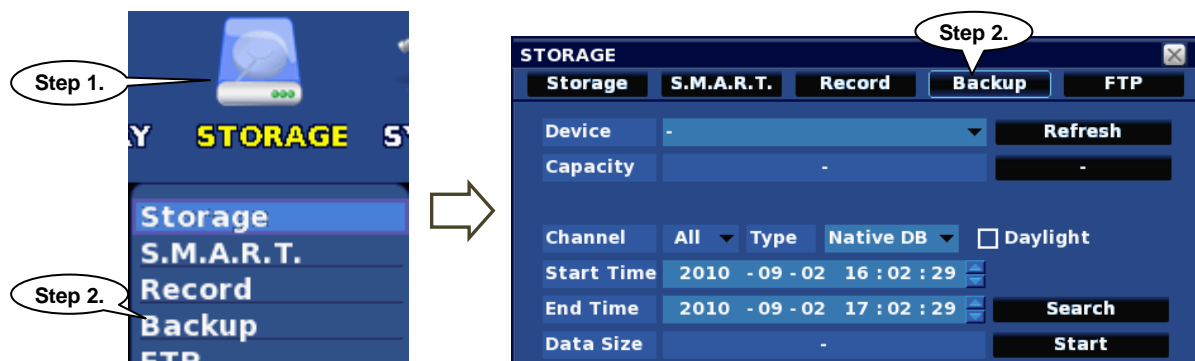 Step 1.
Y STORAGE S
Storage
S.M.A.R.T.
Record
Step 2.
Backup
FTP
Step 2.
STORAGE
Storage S.M.A.R.T. Record Backup FTP
Device - Refresh
Capacity - -
Channel All Type Native DB Daylight
Start Time 2010 - 09 - 02 16 : 02 : 29
End Time 2010 - 09 - 02 17 : 02 : 29 Search
Data Size - Start